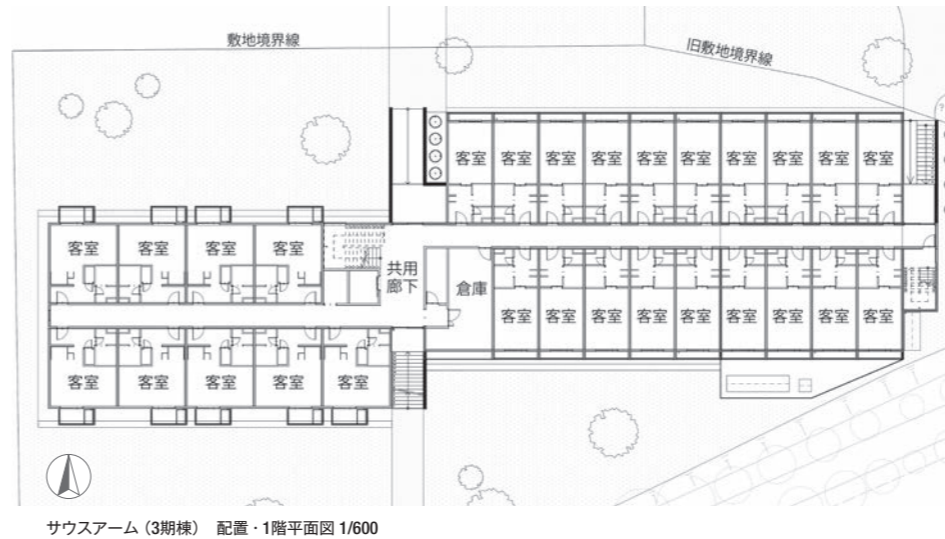 敷地境界線
旧敷地境界線
客室 客室 客室 客室 客室 客室 客室 客室 客室 客室
客室 客室 客室 客室
共用
廊下
倉庫
客室 客室 客室 客室 客室 客室 客室 客室 客室
客室 客室 客室 客室 客室
サウスアーム(3期棟) 配置・1階平面図 1/600